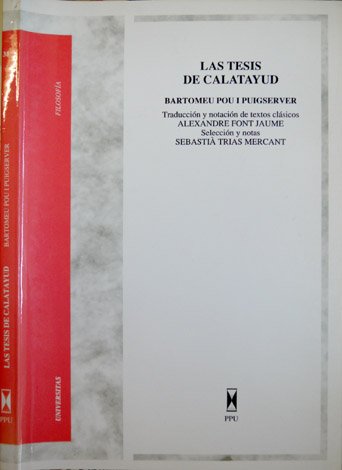 LAS TESIS
DE CALATAYUD
BARTOMEU POU I PUIGSERVER
Traducción y notación de textos clásicos
ALEXANDRE FONT JAUME
Selección y notas
SEBASTIÀ TRIAS MERCANT
PPU
FILOSOFÍA
UNIVERSITAS
BARTOMEU POU I PUIGSERVER
LAS TESIS DE CALATAYUD
PPU